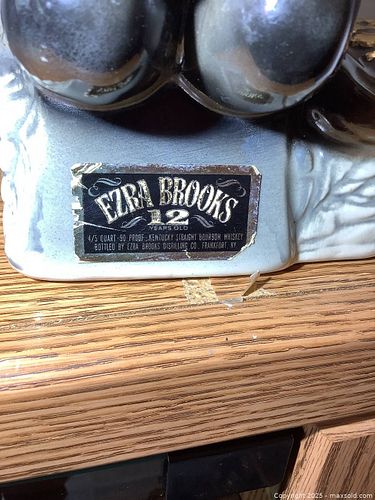 EZRA BROOKS
12
YEARS OLD
4/5 QUART·90 PROOF·KENTUCKY STRAIGHT BOURBON WHISKEY
BOTTLED BY EZRA BROOKS DISTILLING CO., FRANKFORT, KY.
Copyright 2025 - maxsold.com